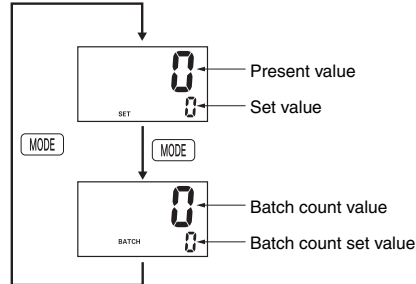 0
Present value
0
Set value
SET
MODE
MODE
0
Batch count value
BATCH
0
Batch count set value